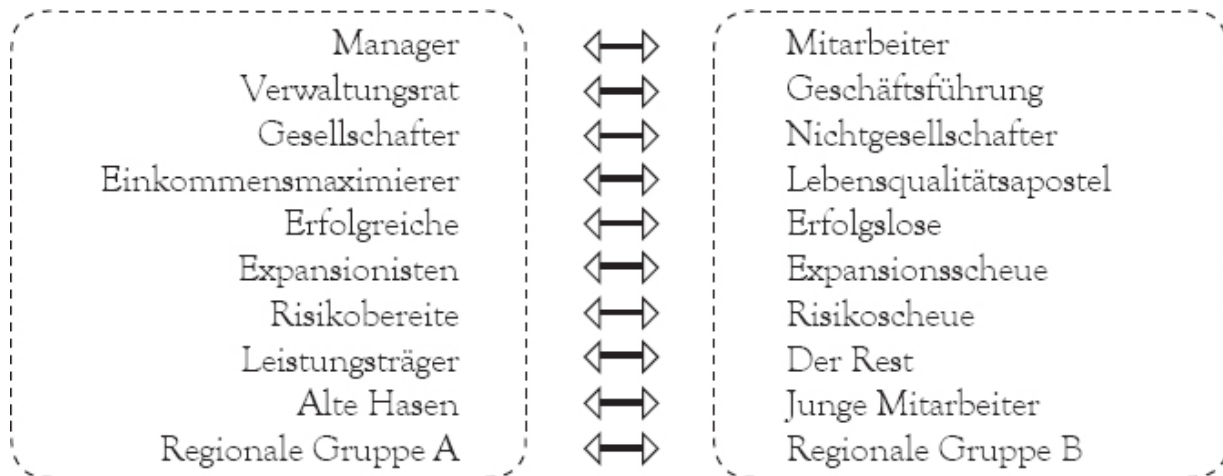 Manager Mitarbeiter
Verwaltungsrat Geschäftsführung
Gesellschafter Nichtgesellschafter
Einkommensmaximierer Lebensqualitätsapostel
Erfolgreiche Erfolgslose
Expansionisten Expansionsscheue
Risikobereite Risikoscheue
Leistungsträger Der Rest
Alte Hasen Junge Mitarbeiter
Regionale Gruppe A Regionale Gruppe B